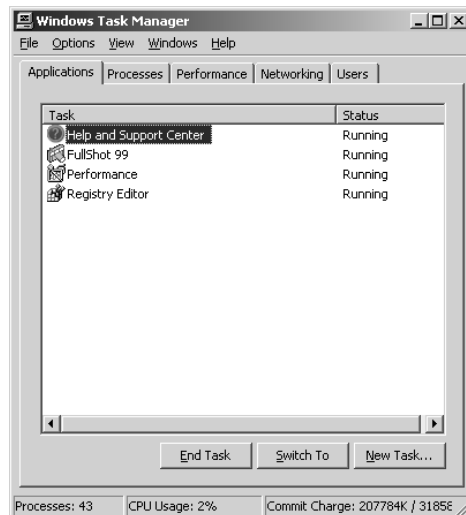 Windows Task Manager
File Options View Windows Help
Applications Processes Performance Networking Users
Task Status
Help and Support Center Running
FullShot 99 Running
Performance Running
Registry Editor Running
End Task Switch To New Task...
Processes: 43 CPU Usage: 2% Commit Charge: 207784K /